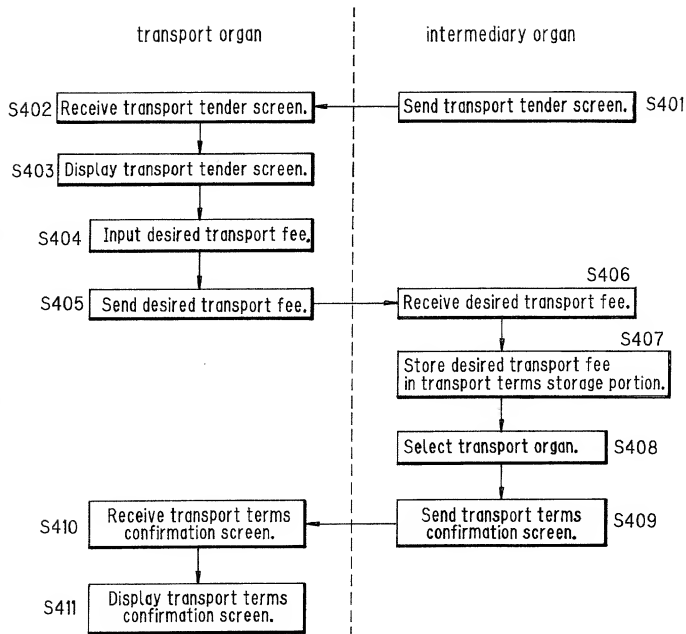 transport organ
intermediary organ
S402
Receive transport tender screen.
Send transport tender screen.
S401
S403
Display transport tender screen.
S404
Input desired transport fee.
S406
S405
Send desired transport fee.
Receive desired transport fee.
S407
Store desired transport fee
in transport terms storage portion.
Select transport organ.
S408
S410
Receive transport terms
confirmation screen.
Send transport terms
confirmation screen.
S409
S411
Display transport terms
confirmation screen.